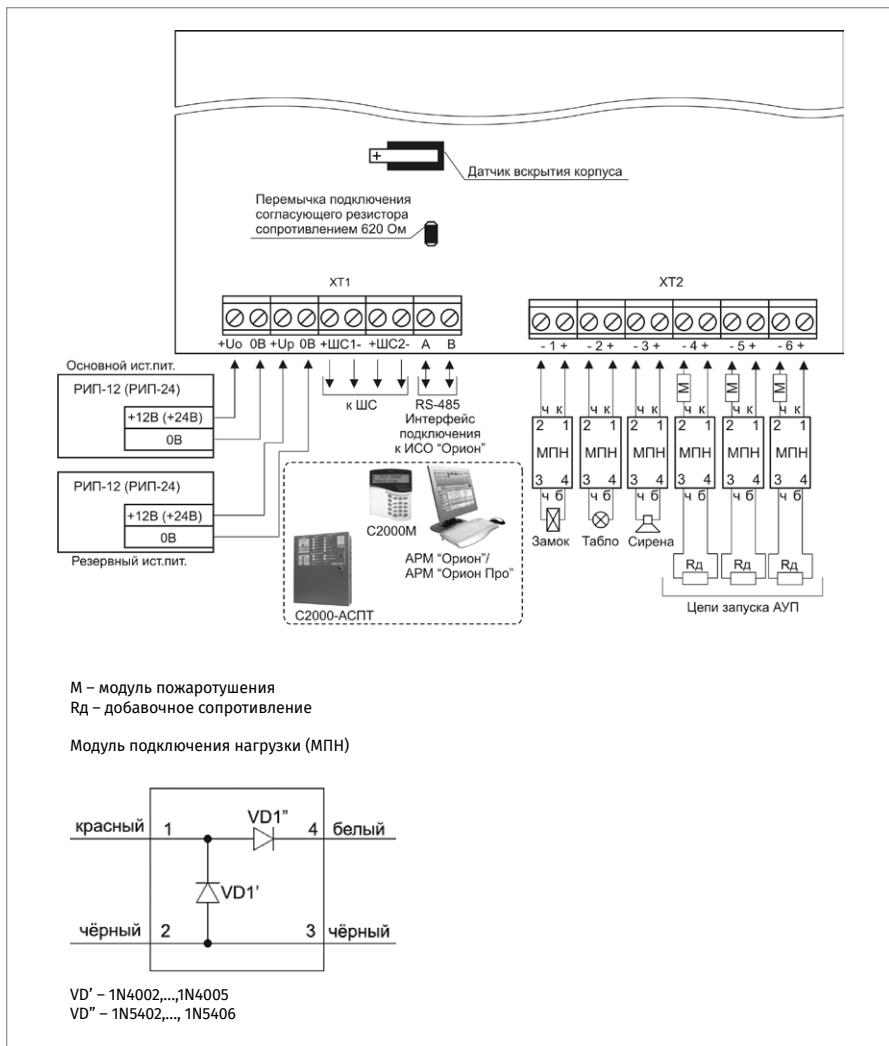 +
Датчик вскрытия корпуса
Перемычка подключения
согласующего резистора
сопротивлением 620 Ом
XT1
XT2
+Uo 0В +Uр 0В +ШС1- +ШС2- A B
- 1 + - 2 + - 3 + - 4 + - 5 + - 6 +
Основной ист.пит.
РИП-12 (РИП-24)
+12В (+24В)
0В
РИП-12 (РИП-24)
+12В (+24В)
0В
Резервный ист.пит.
к ШС
RS-485
Интерфейс
подключения
к ИСО “Орион”
С2000М
АРМ “Орион”/
АРМ “Орион Про”
С2000-АСПТ
М М М
ч к ч к ч к ч к ч к ч к
2 1 2 1 2 1 2 1 2 1 2 1
МПН МПН МПН МПН МПН МПН
3 4 3 4 3 4 3 4 3 4 3 4
ч б ч б ч б ч б ч б ч б
Замок Табло Сирена
Rд Rд Rд
Цепи запуска АУП
М – модуль пожаротушения
Rд – добавочное сопротивление
Модуль подключения нагрузки (МПН)
красный 1 VD1” 4 белый
VD1’
чёрный 2 3 чёрный
VD’ – 1N4002,...,1N4005
VD” – 1N5402,..., 1N5406